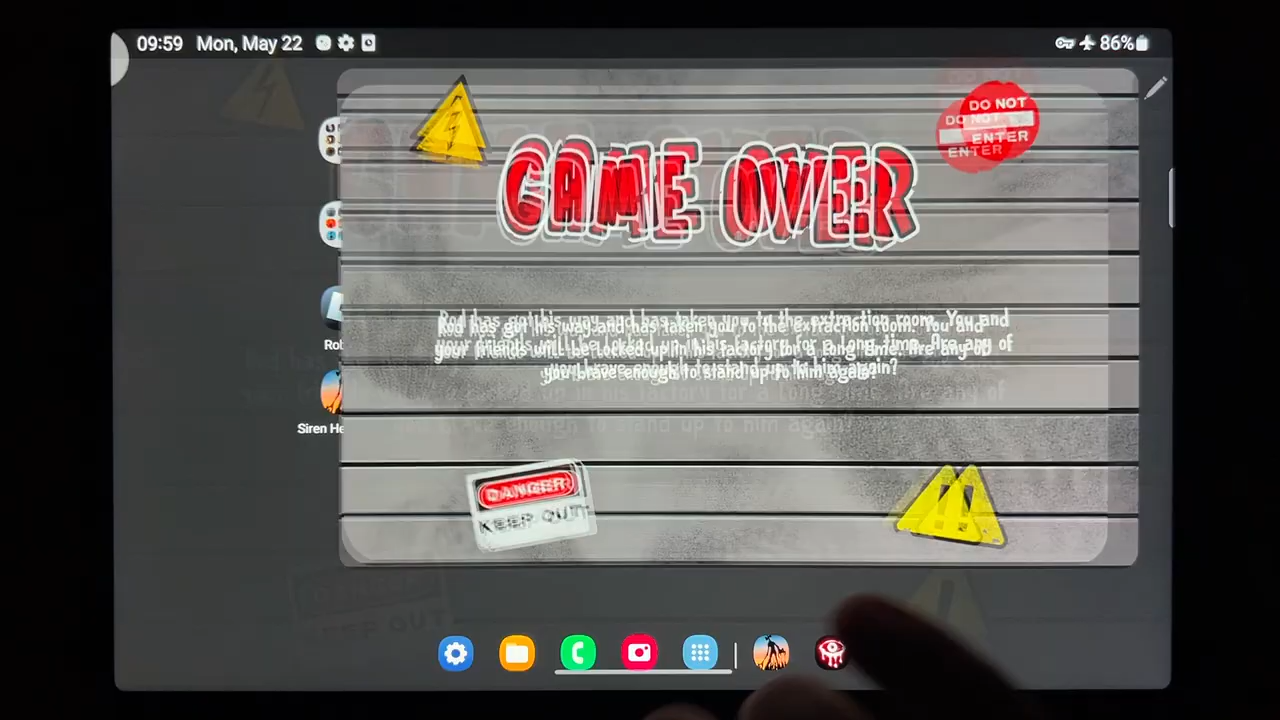 09:59 Mon, May 22
86%
DO NOT
ENTER
GAME OVER
Rod has got his way and has taken you to the extraction room. You and
your friends will be locked up in his factory for a long time. Are any of
you brave enough to stand up to him again?
Siren He
DANGER
KEEP OUT